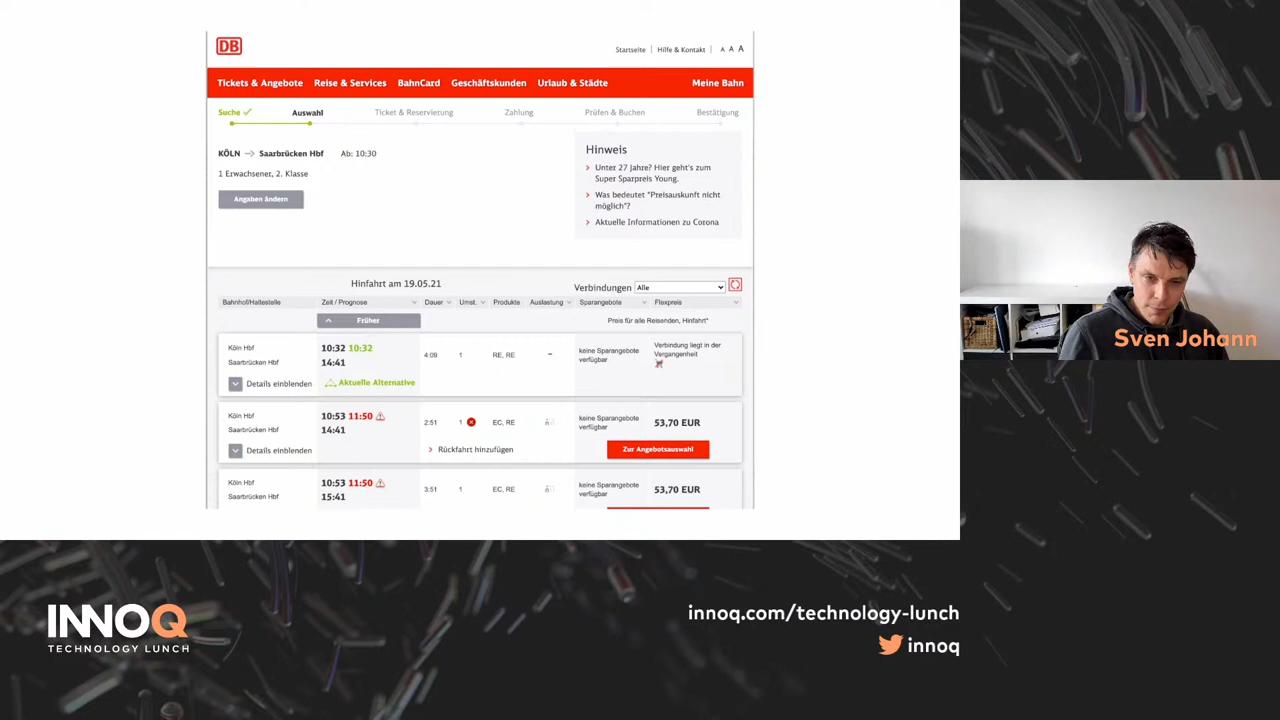 DB
Startseite | Hilfe & Kontakt | A A A
Tickets & Angebote Reise & Services BahnCard Geschäftskunden Urlaub & Städte Meine Bahn
Suche Auswahl Ticket & Reservierung Zahlung Prüfen & Buchen Bestätigung
KÖLN → Saarbrücken Hbf Ab: 10:30
1 Erwachsener, 2. Klasse
Angaben ändern
Hinweis
Unter 27 Jahre? Hier geht's zum
Super Sparpreis Young.
Was bedeutet "Preisauskunft nicht
möglich"?
Aktuelle Informationen zu Corona
Hinfahrt am 19.05.21
Verbindungen Alle
Bahnhof/Haltestelle Zeit / Prognose Dauer Umst. Produkte Auslastung Sparangebote Flexpreis
Früher
Preis für alle Reisenden, Hinfahrt*
Köln Hbf 10:32 10:32
Saarbrücken Hbf 14:41
4:09 1 RE, RE –
keine Sparangebote
verfügbar
Verbindung liegt in der
Vergangenheit
Details einblenden Aktuelle Alternative
Köln Hbf 10:53 11:50
Saarbrücken Hbf 14:41
2:51 1 EC, RE
keine Sparangebote
verfügbar
53,70 EUR
Details einblenden Rückfahrt hinzufügen Zur Angebotsauswahl
Köln Hbf 10:53 11:50
Saarbrücken Hbf 15:41
3:51 1 EC, RE
keine Sparangebote
verfügbar
53,70 EUR
Sven Johann
INNOQ
TECHNOLOGY LUNCH
innoq.com/technology-lunch
innoq